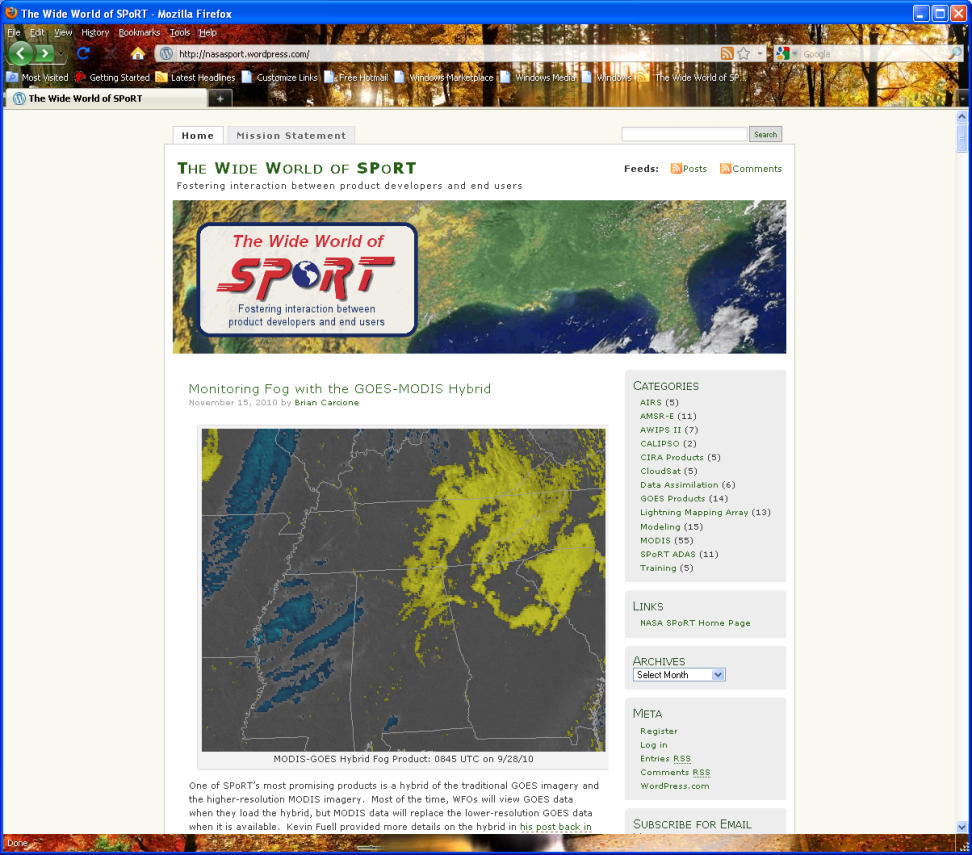 The Wide World of SPoRT - Mozilla Firefox
File Edit View History Bookmarks Tools Help
http://nasasport.wordpress.com/
Google
Most Visited Getting Started Latest Headlines Customize Links Free Hotmail Windows Marketplace Windows Media Windows The Wide World of SP...
The Wide World of SPoRT
Home Mission Statement
Search
The Wide World of SPoRT
Feeds: Posts Comments
Fostering interaction between product developers and end users
The Wide World of
SPoRT
Fostering interaction between
product developers and end users
Monitoring Fog with the GOES-MODIS Hybrid
November 15, 2010 by Brian Carcione
MODIS-GOES Hybrid Fog Product: 0845 UTC on 9/28/10
One of SPoRT's most promising products is a hybrid of the traditional GOES imagery and
the higher-resolution MODIS imagery. Most of the time, WFOs will view GOES data
when they load the hybrid, but MODIS data will replace the lower-resolution GOES data
when it is available. Kevin Fuell provided more details on the hybrid in his post back in
Categories
AIRS (5)
AMSR-E (11)
AWIPS II (7)
CALIPSO (2)
CIRA Products (5)
CloudSat (5)
Data Assimilation (6)
GOES Products (14)
Lightning Mapping Array (13)
Modeling (15)
MODIS (55)
SPoRT ADAS (11)
Training (5)
Links
NASA SPoRT Home Page
Archives
Select Month
Meta
Register
Log in
Entries RSS
Comments RSS
WordPress.com
Subscribe for Email
Done